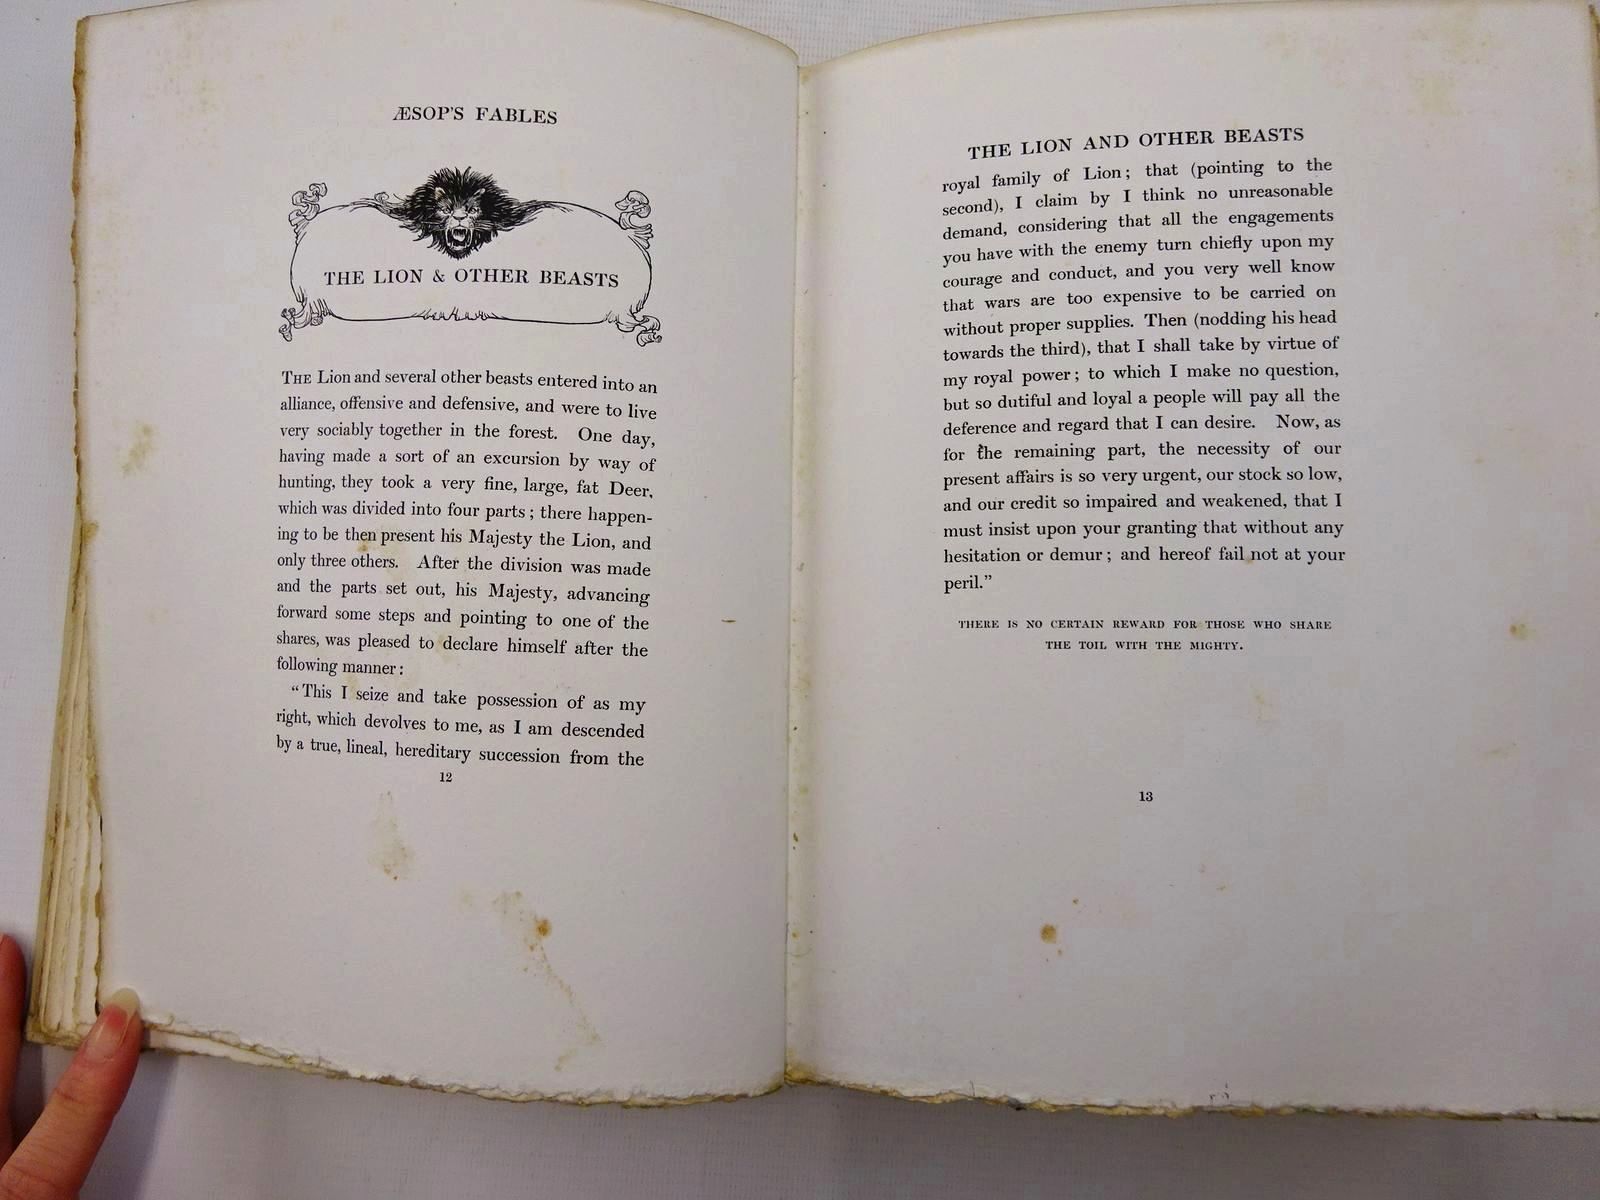 ÆSOP'S FABLES
THE LION & OTHER BEASTS
THE Lion and several other beasts entered into an
alliance, offensive and defensive, and were to live
very sociably together in the forest. One day,
having made a sort of an excursion by way of
hunting, they took a very fine, large, fat Deer,
which was divided into four parts; there happen-
ing to be then present his Majesty the Lion, and
only three others. After the division was made
and the parts set out, his Majesty, advancing
forward some steps and pointing to one of the
shares, was pleased to declare himself after the
following manner:
“This I seize and take possession of as my
right, which devolves to me, as I am descended
by a true, lineal, hereditary succession from the
12
THE LION AND OTHER BEASTS
royal family of Lion; that (pointing to the
second), I claim by I think no unreasonable
demand, considering that all the engagements
you have with the enemy turn chiefly upon my
courage and conduct, and you very well know
that wars are too expensive to be carried on
without proper supplies. Then (nodding his head
towards the third), that I shall take by virtue of
my royal power; to which I make no question,
but so dutiful and loyal a people will pay all the
deference and regard that I can desire. Now, as
for the remaining part, the necessity of our
present affairs is so very urgent, our stock so low,
and our credit so impaired and weakened, that I
must insist upon your granting that without any
hesitation or demur; and hereof fail not at your
peril.”
THERE IS NO CERTAIN REWARD FOR THOSE WHO SHARE
THE TOIL WITH THE MIGHTY.
13